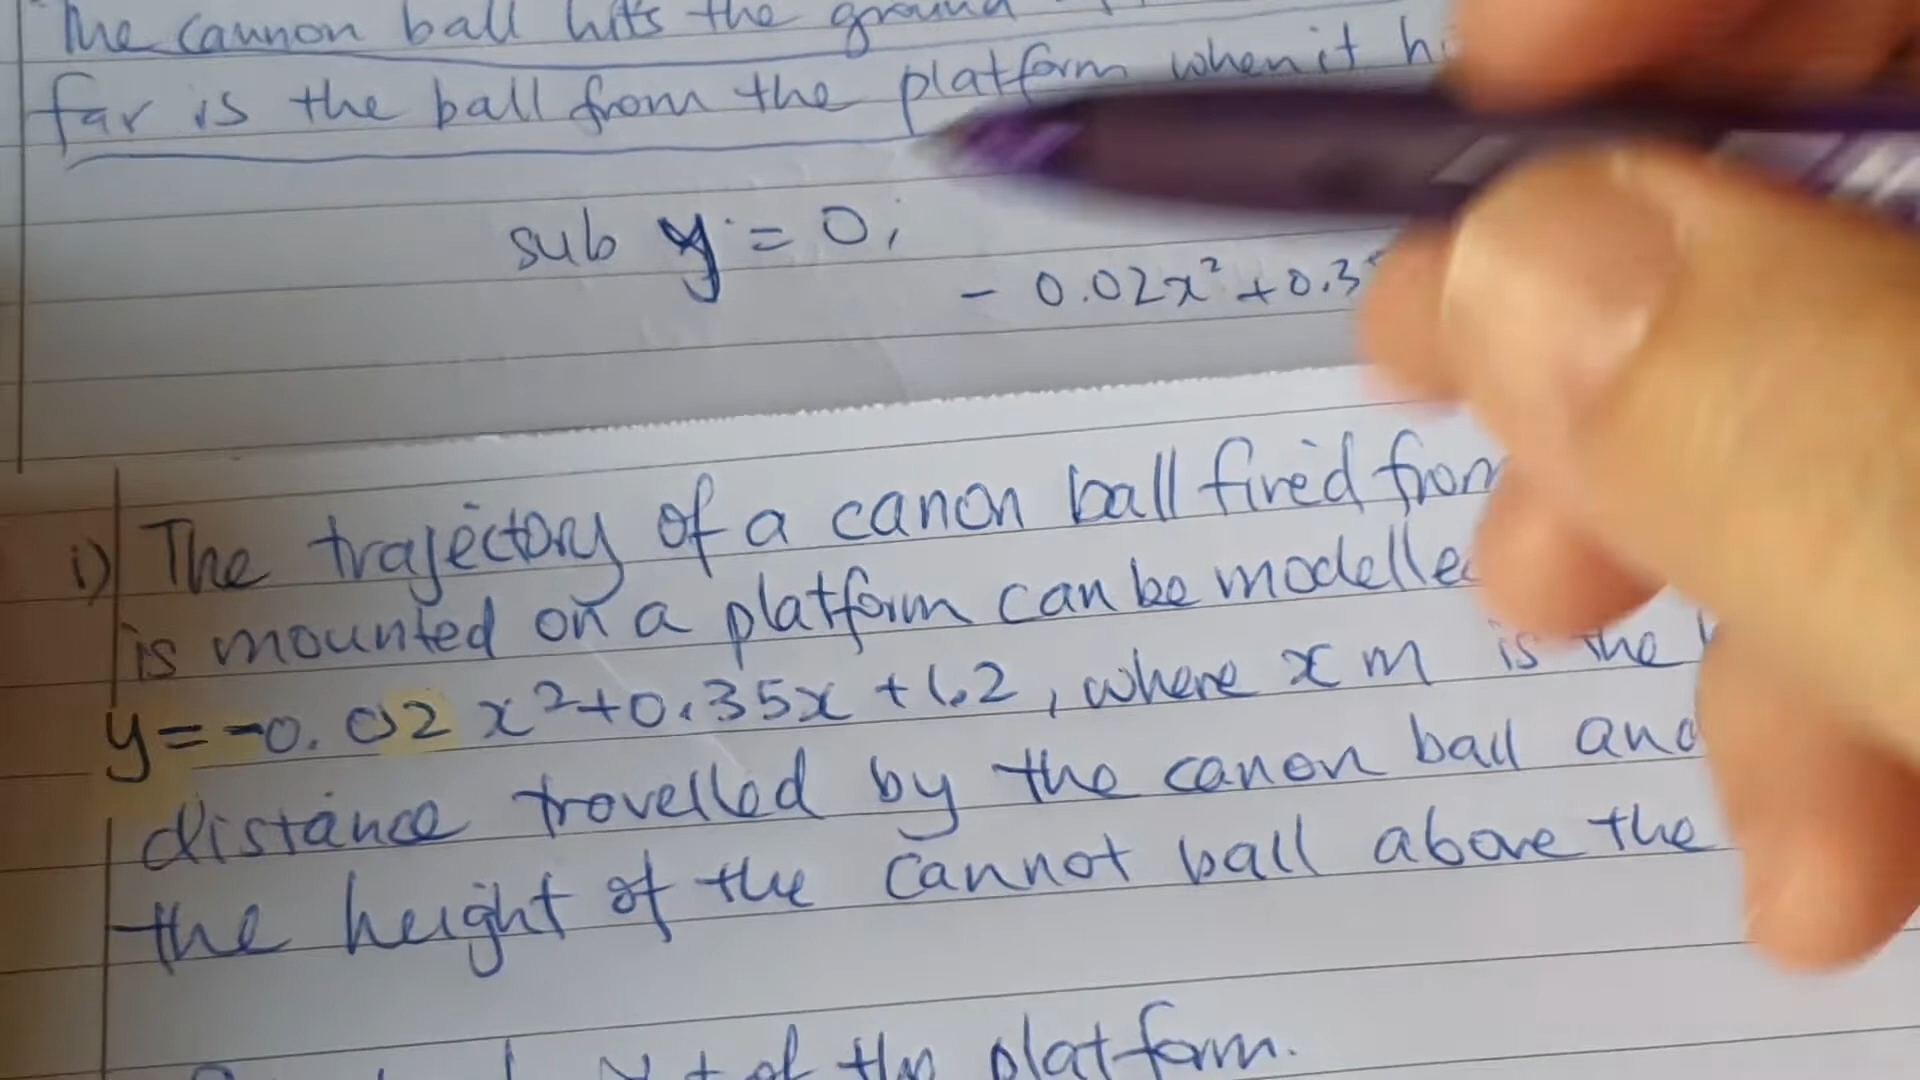 The cannon ball hits the ground
far is the ball from the platform when it
sub y = 0,
- 0.02x² + 0.3
i) The trajectory of a canon ball fired from
is mounted on a platform can be modelled
y = -0.02x² + 0.35x + 1.2, where x m is the
distance travelled by the canon ball and
the height of the cannot ball above the
of the platform.